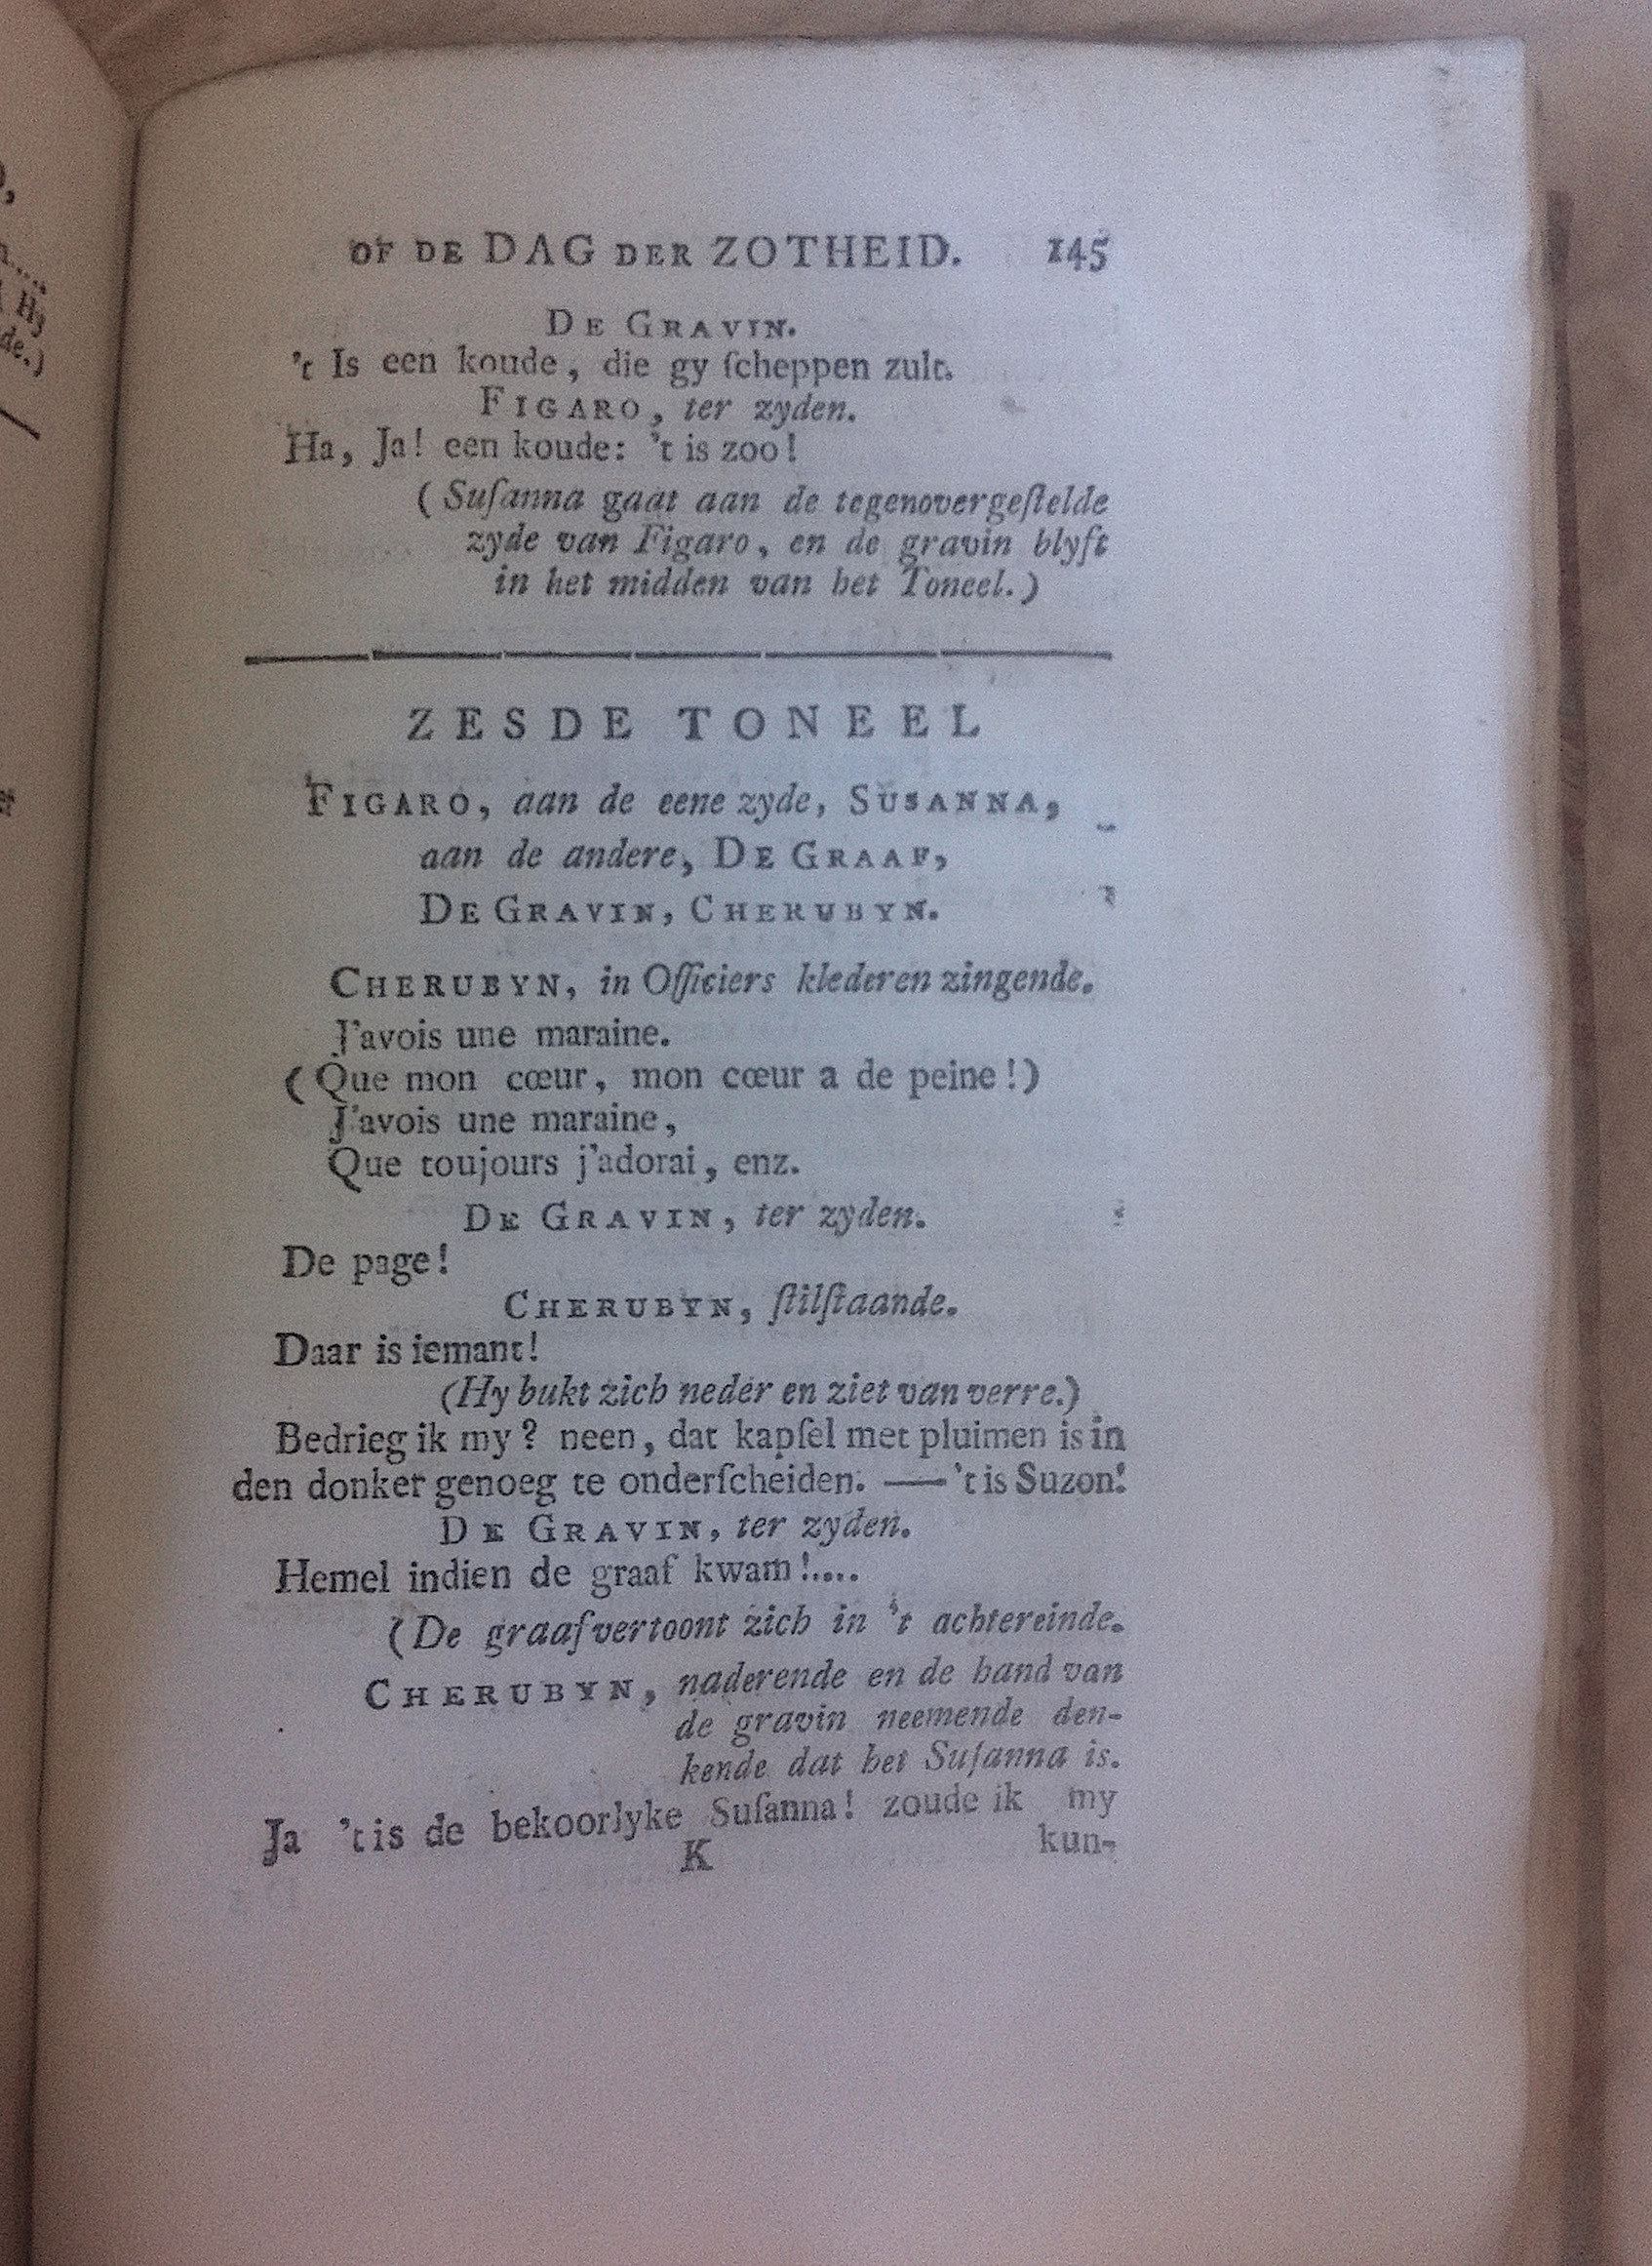 OF DE DAG DER ZOTHEID. 145
DE GRAVIN.
't Is een koude, die gy ſcheppen zult.
FIGARO, ter zyden.
Ha, Ja! een koude: 't is zoo!
(Suſanna gaat aan de tegenovergeſtelde
zyde van Figaro, en de gravin blyft
in het midden van het Toneel.)
ZESDE TONEEL
FIGARO, aan de eene zyde, SUSANNA,
aan de andere, DE GRAAF,
DE GRAVIN, CHERUBYN.
CHERUBYN, in Officiers klederen zingende.
J'avois une maraine.
(Que mon cœur, mon cœur a de peine!)
J'avois une maraine,
Que toujours j'adorai, enz.
DE GRAVIN, ter zyden.
De page!
CHERUBYN, ſtilſtaande.
Daar is iemant!
(Hy bukt zich neder en ziet van verre.)
Bedrieg ik my? neen, dat kapſel met pluimen is in
den donker genoeg te onderſcheiden. — 't is Suzon!
DE GRAVIN, ter zyden.
Hemel indien de graaf kwam!.....
(De graaf vertoont zich in 't achtereinde.
CHERUBYN, naderende en de hand van
de gravin neemende den-
kende dat het Suſanna is.
Ja 't is de bekoorlyke Suſanna! zoude ik my
K kun-